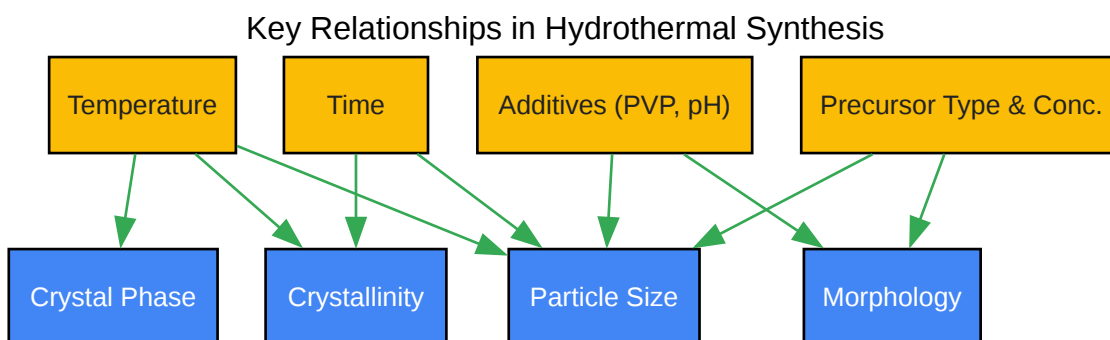 Key Relationships in Hydrothermal Synthesis
Temperature
Time
Additives (PVP, pH)
Precursor Type & Conc.
Crystal Phase
Crystallinity
Particle Size
Morphology